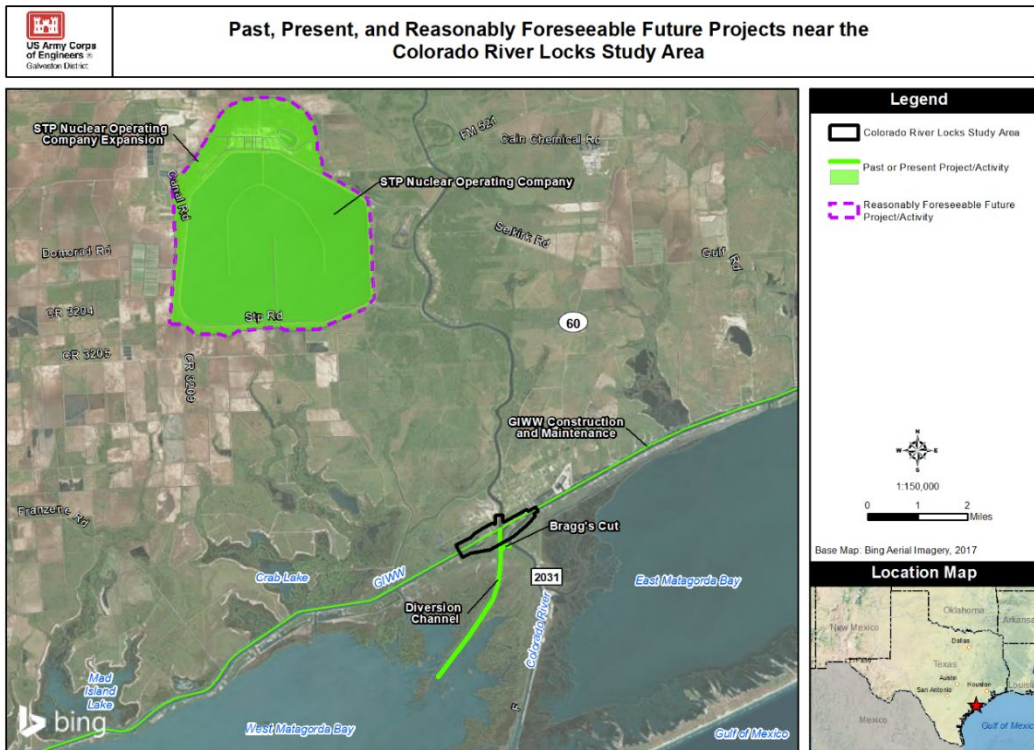 US Army Corps
of Engineers ®
Galveston District
Past, Present, and Reasonably Foreseeable Future Projects near the
Colorado River Locks Study Area
STP Nuclear Operating
Company Expansion
FM 521
Cain Chemical Rd
STP Nuclear Operating Company
Canal Rd
Selkirk Rd
Gulf Rd
CR 3204
Stp Rd
60
CR 3205
CR 3209
GIWW Construction
and Maintenance
Franzene Rd
Bragg's Cut
Crab Lake
GIWW
2031
East Matagorda Bay
Diversion
Channel
Colorado River
Mad
Island
Lake
bing
West Matagorda Bay
Gulf of Mexico
Legend
Colorado River Locks Study Area
Past or Present Project/Activity
Reasonably Foreseeable Future
Project/Activity
N
W E
S
1:150,000
0 1 2
Miles
Base Map: Bing Aerial Imagery, 2017
Location Map
Oklahoma
New Mexico
Arkansas
Dallas
Texas
Austin
Houston
San Antonio
Mexico
Gulf of Mexico